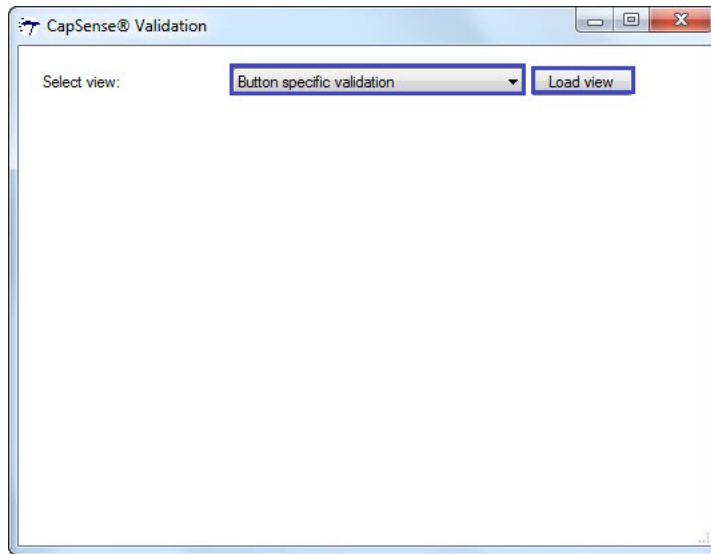 CapSense® Validation
Select view: Button specific validation Load view